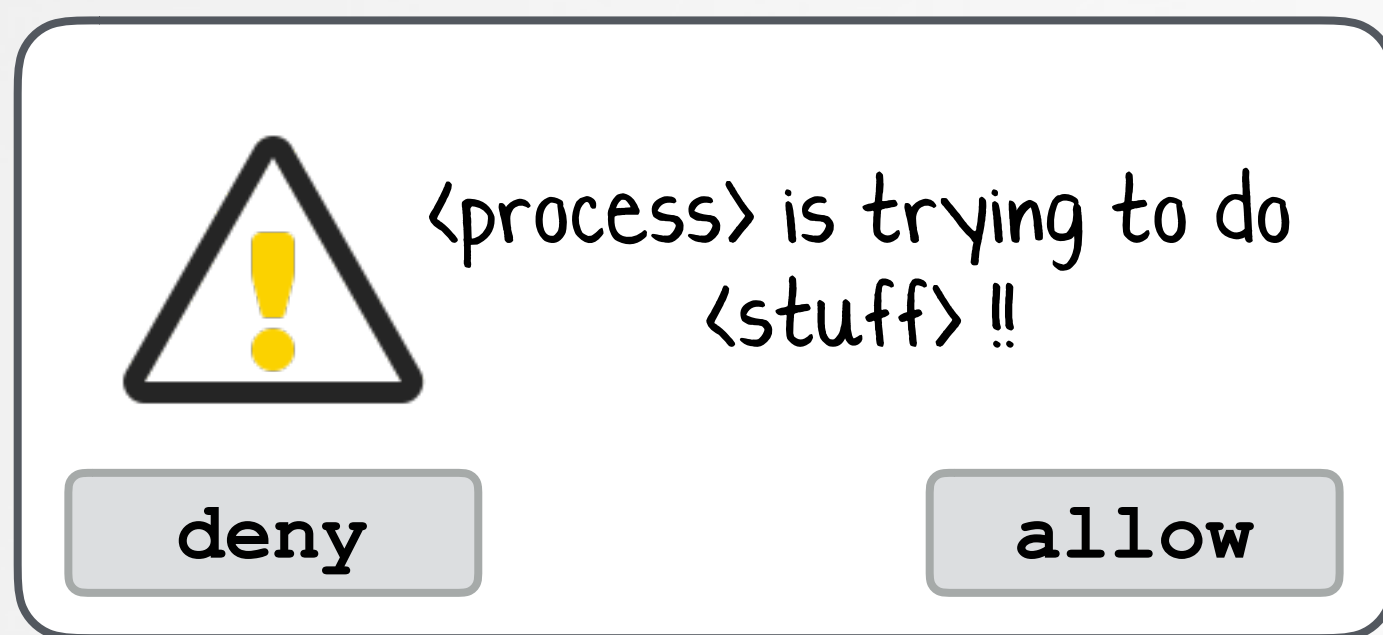 <process> is trying to do
<stuff> !!
deny
allow